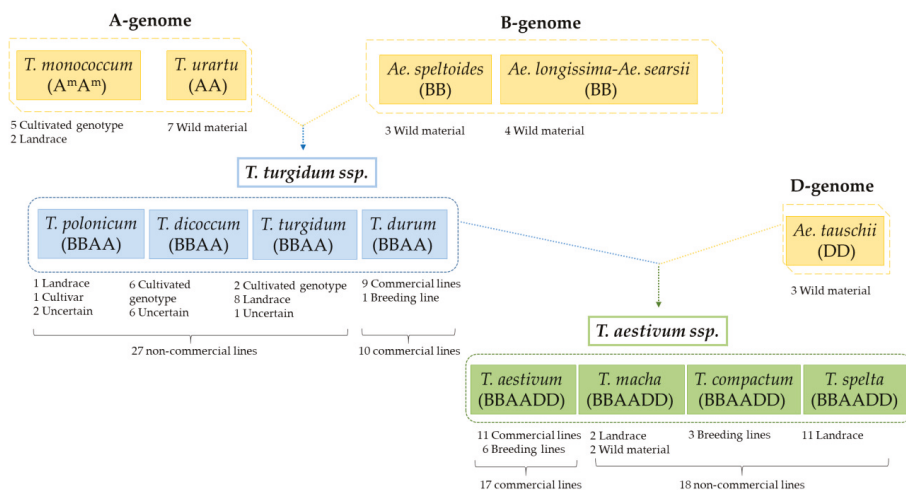 A-genome
B-genome
T. monococcum
(AᵐAᵐ)
T. urartu
(AA)
Ae. speltoides
(BB)
Ae. longissima-Ae. searsii
(BB)
5 Cultivated genotype
2 Landrace
7 Wild material
3 Wild material
4 Wild material
T. turgidum ssp.
D-genome
T. polonicum
(BBAA)
T. dicoccum
(BBAA)
T. turgidum
(BBAA)
T. durum
(BBAA)
Ae. tauschii
(DD)
1 Landrace
1 Cultivar
2 Uncertain
6 Cultivated
genotype
6 Uncertain
2 Cultivated genotype
8 Landrace
1 Uncertain
9 Commercial lines
1 Breeding line
3 Wild material
27 non-commercial lines
10 commercial lines
T. aestivum ssp.
T. aestivum
(BBAADD)
T. macha
(BBAADD)
T. compactum
(BBAADD)
T. spelta
(BBAADD)
11 Commercial lines
6 Breeding lines
2 Landrace
2 Wild material
3 Breeding lines
11 Landrace
17 commercial lines
18 non-commercial lines